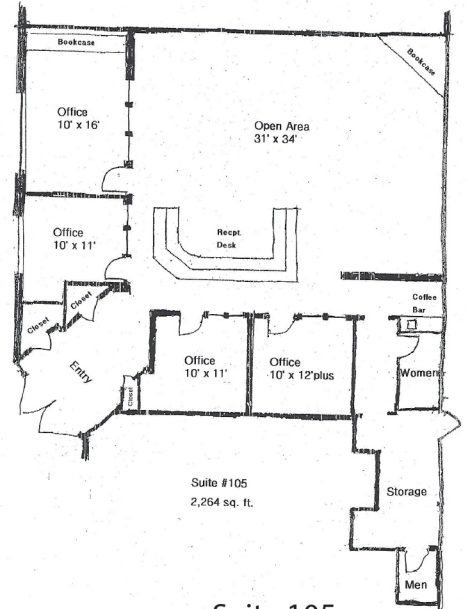 Bookcase
Bookcase
Office
10' x 16'
Open Area
31' x 34'
Office
10' x 11'
Recpt.
Desk
Closet
Closet
Coffee
Bar
Entry
Office
10' x 11'
Office
10' x 12'plus
Women
Closet
Suite #105
2,264 sq. ft.
Storage
Men
Suite 105